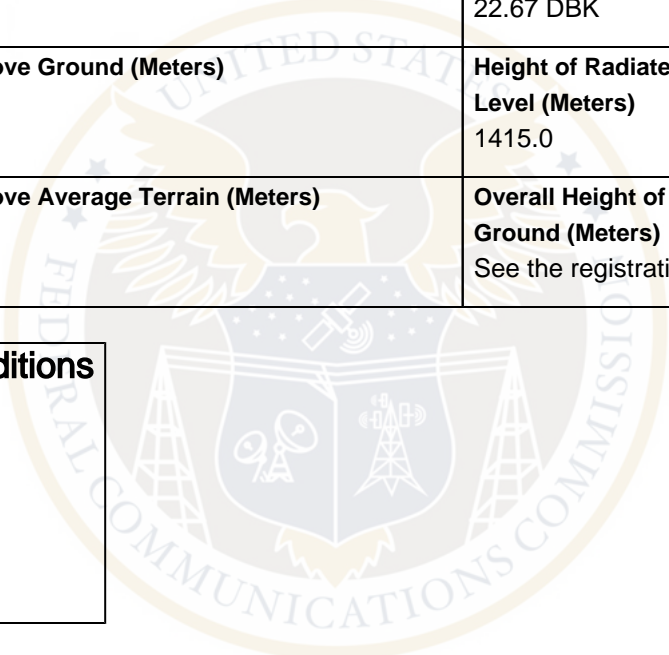 22.67 DBK
ove Ground (Meters)
Height of Radiate
Level (Meters)
1415.0
ove Average Terrain (Meters)
Overall Height of
Ground (Meters)
See the registrati
ditions
UNITED STATES
FEDERAL COMMUNICATIONS COMMISSION